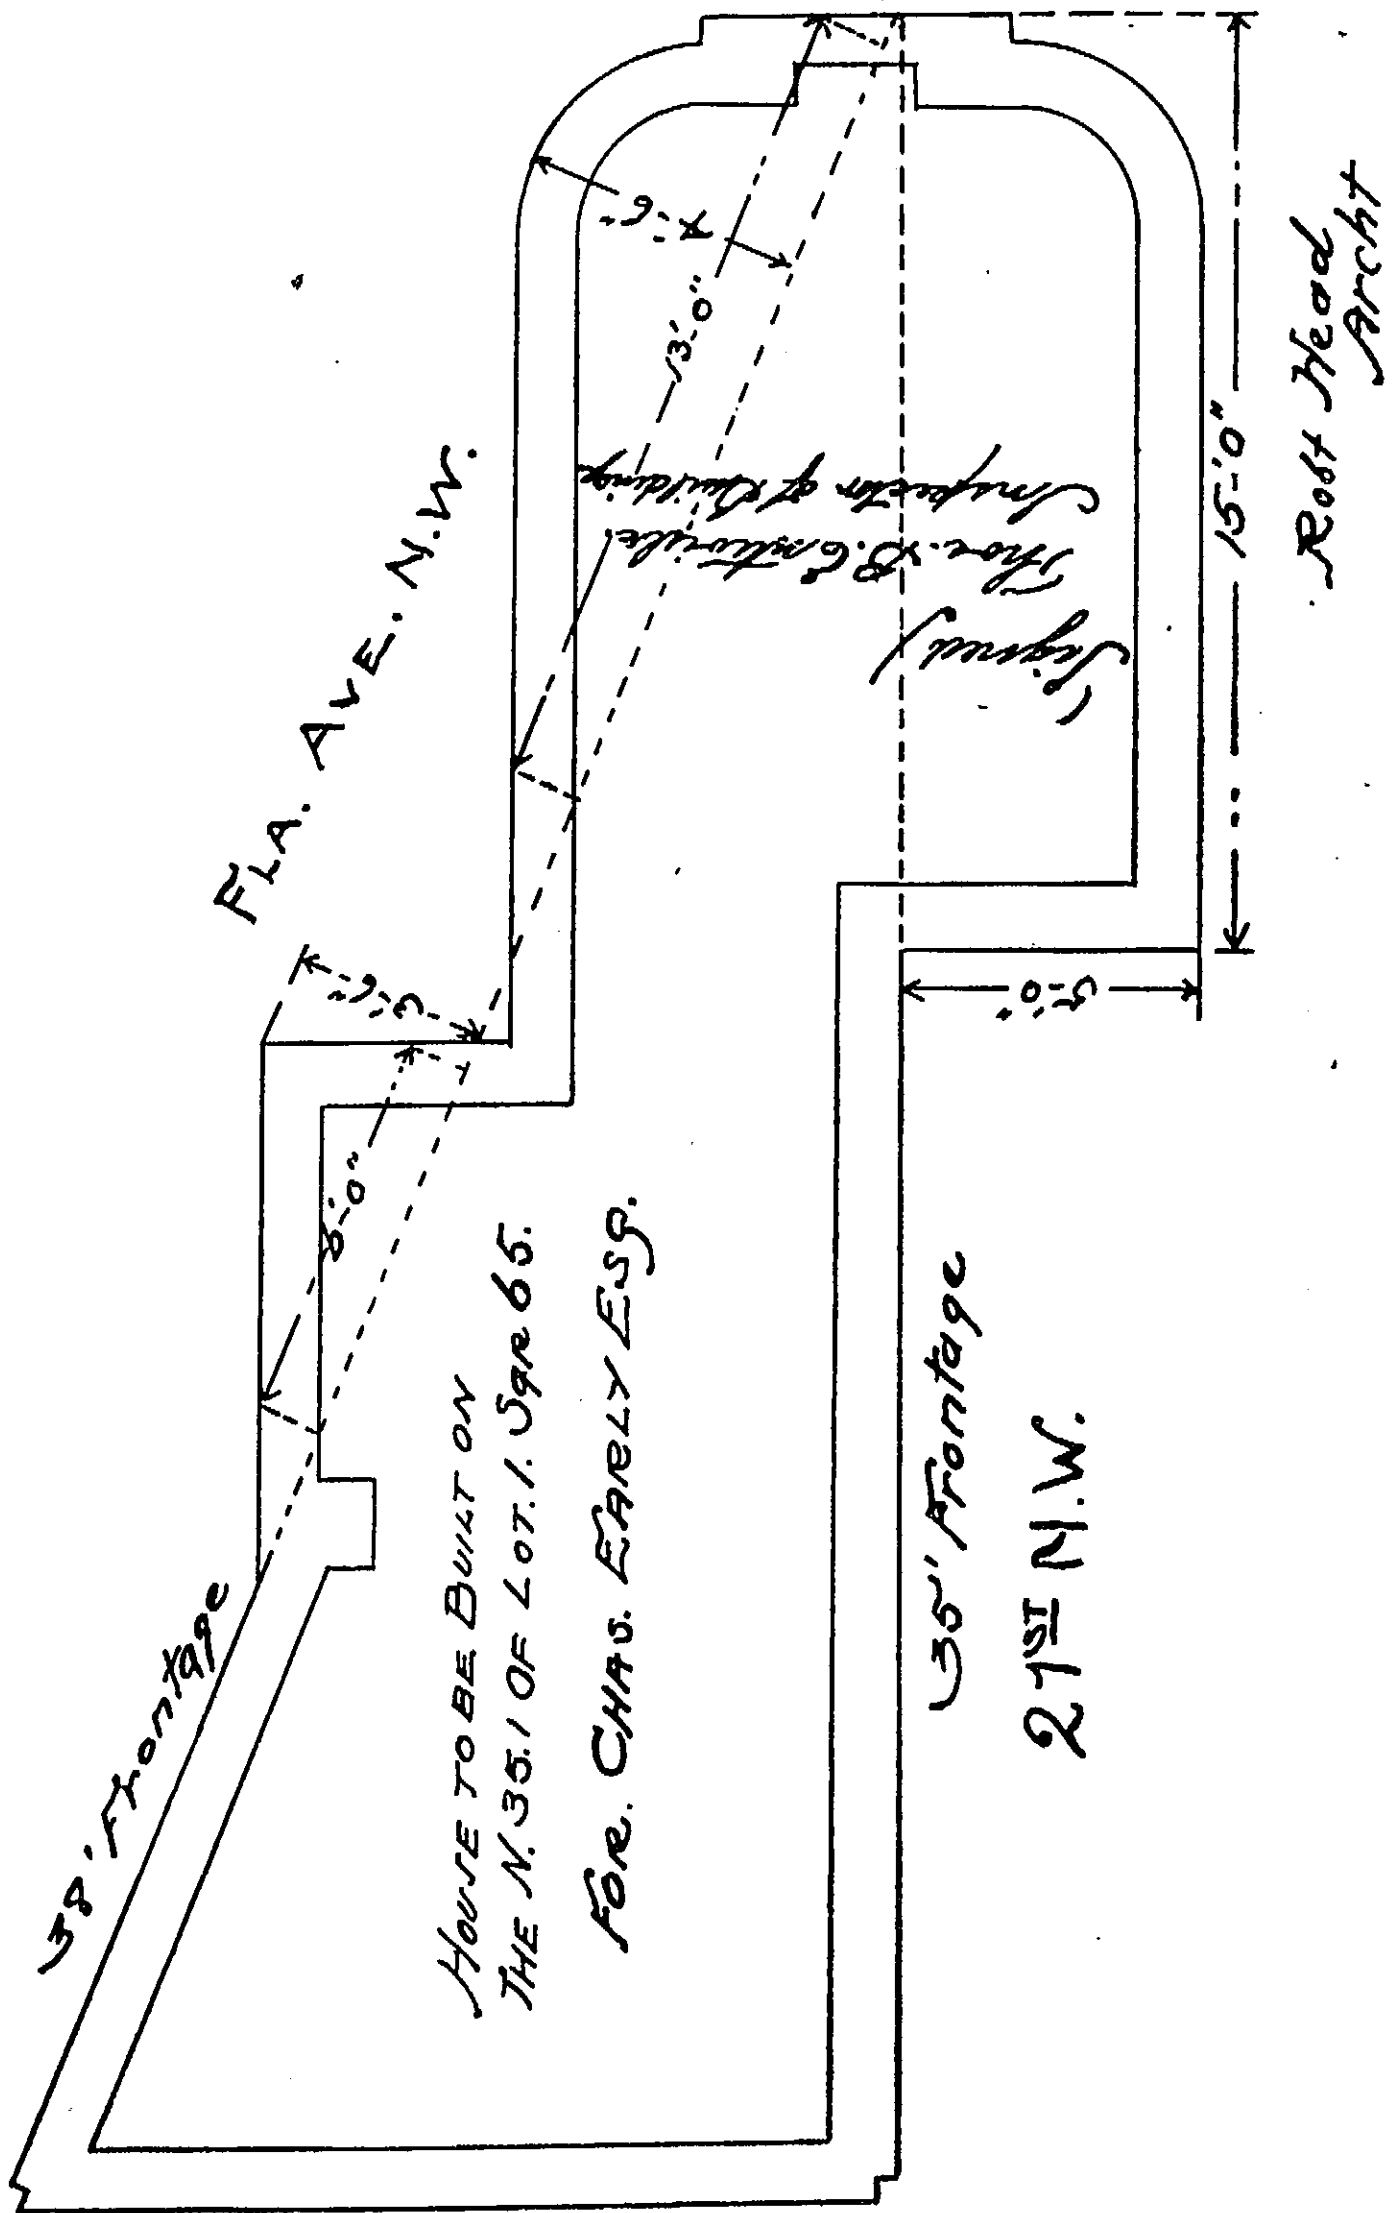 FLA. AVE. N.W.
38' Frontage
3'-6"
8'-0"
13'-0"
4'-6"
HOUSE TO BE BUILT ON
THE N. 35.1 OF LOT. 1. SQR 65.
FOR. CHAS. EARLY ESQ.
(Signed)
Inspector of Buildings
5'-0"
15'-0"
35' Frontage
21ST N.W.
Robt Head
Archt